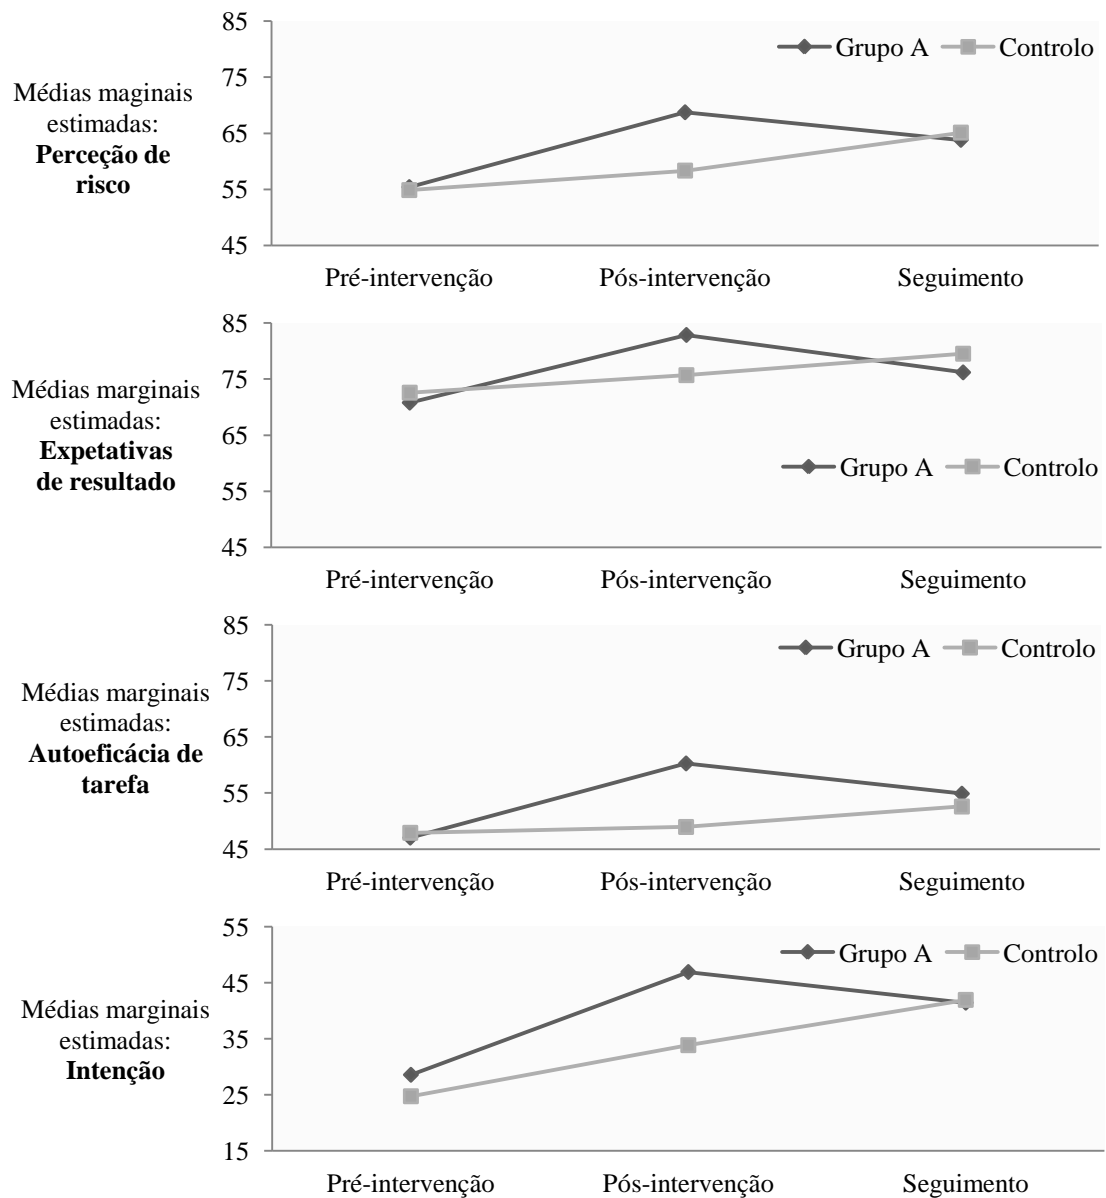 85
75
65
55
45
Médias maginais
estimadas:
Perceção de
risco
Grupo A Controlo
Pré-intervenção Pós-intervenção Seguimento
85
75
65
55
45
Médias marginais
estimadas:
Expetativas
de resultado
Grupo A Controlo
Pré-intervenção Pós-intervenção Seguimento
85
75
65
55
45
Médias marginais
estimadas:
Autoeficácia de
tarefa
Grupo A Controlo
Pré-intervenção Pós-intervenção Seguimento
55
45
35
25
15
Médias marginais
estimadas:
Intenção
Grupo A Controlo
Pré-intervenção Pós-intervenção Seguimento